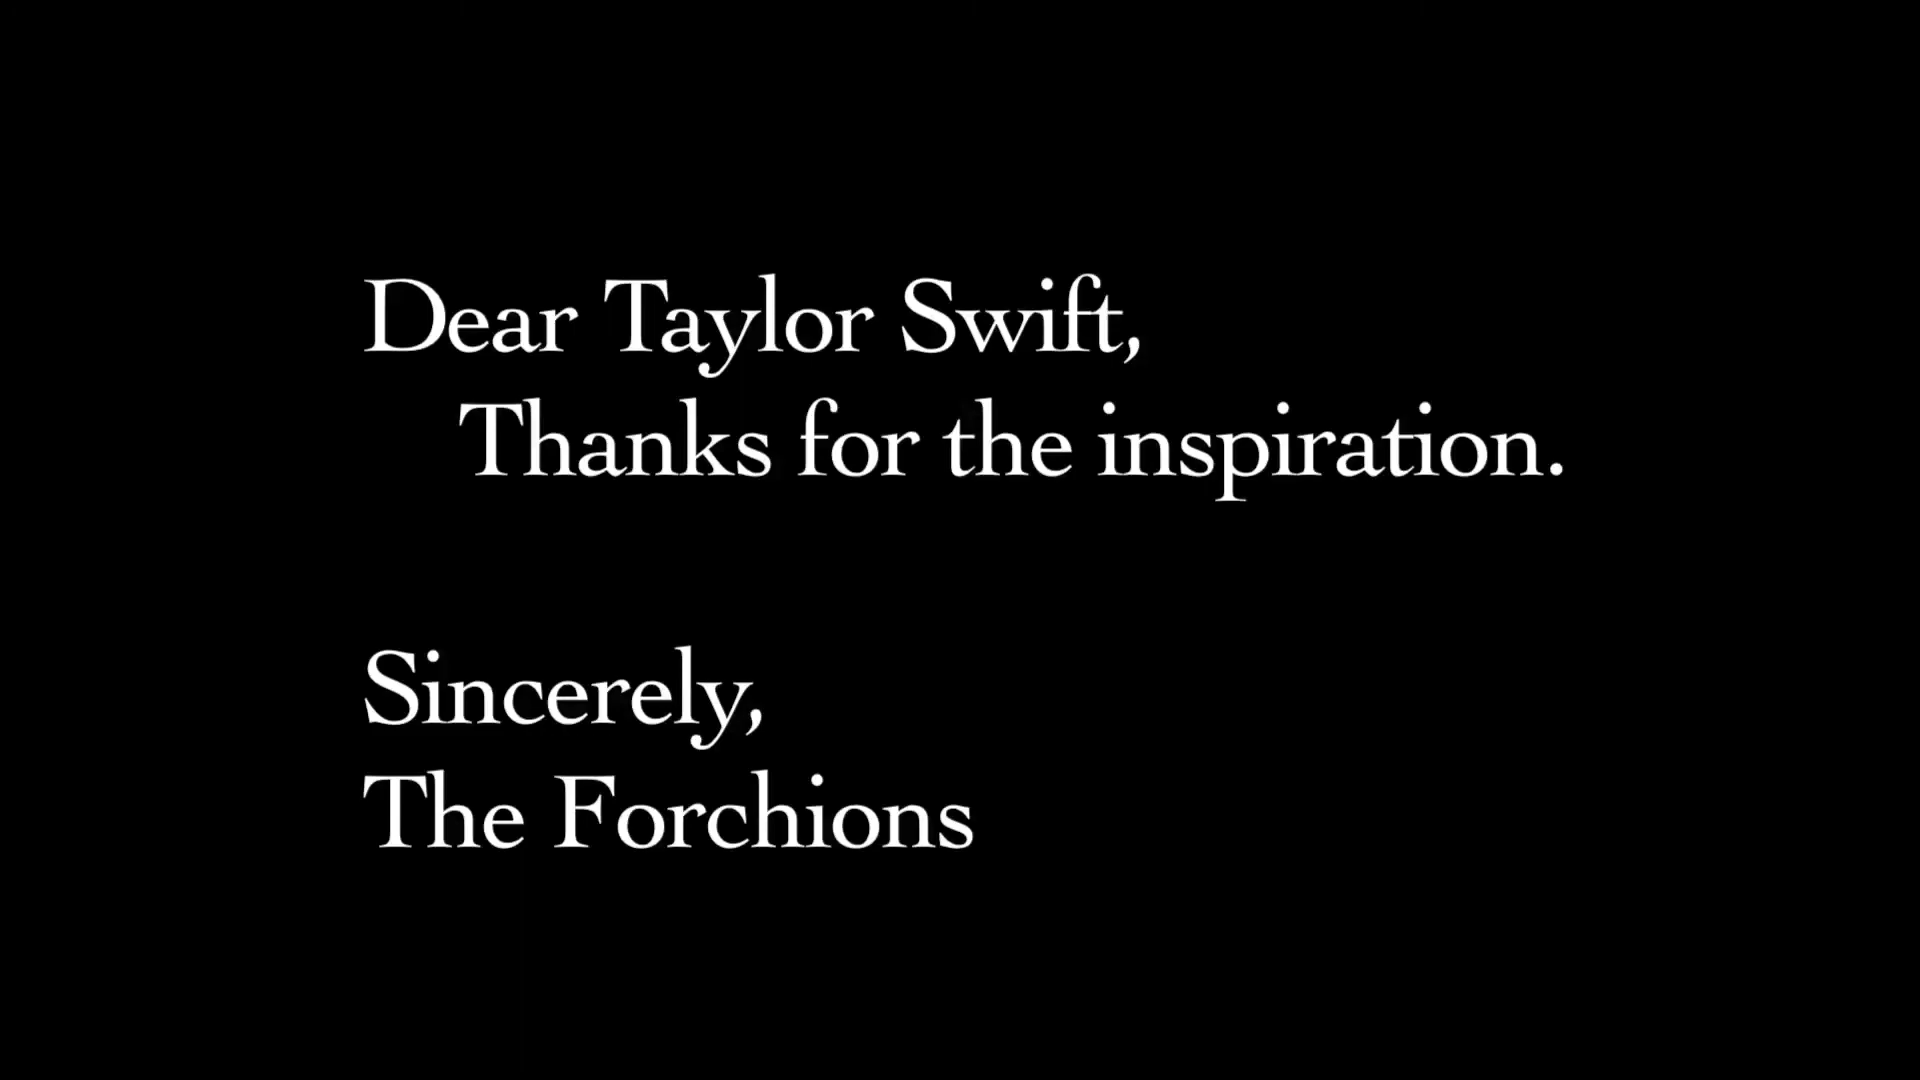 Dear Taylor Swift,
Thanks for the inspiration.
Sincerely,
The Forchions